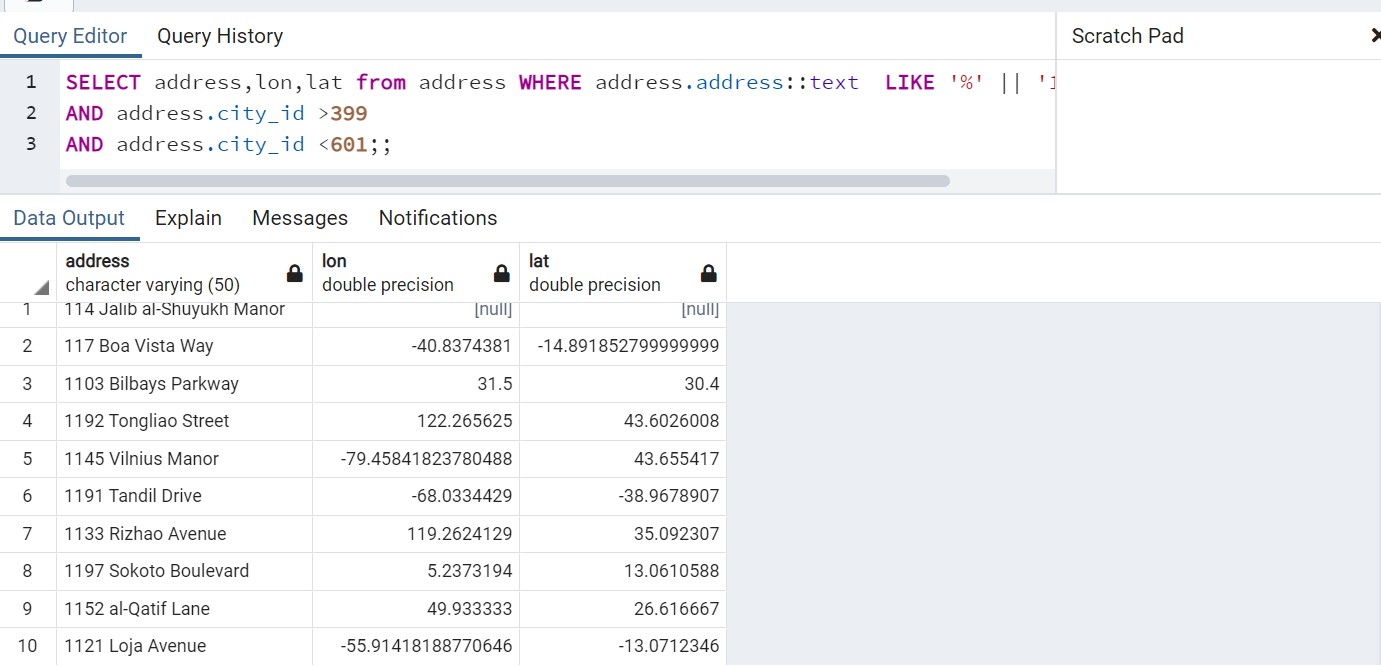 Query Editor Query History Scratch Pad
1 SELECT address,lon,lat from address WHERE address.address::text LIKE '%' || '1
2 AND address.city_id >399
3 AND address.city_id <601;;
Data Output Explain Messages Notifications
address lon lat
character varying (50) double precision double precision
1 114 Jalib al-Shuyukh Manor [null] [null]
2 117 Boa Vista Way -40.8374381 -14.891852799999999
3 1103 Bilbays Parkway 31.5 30.4
4 1192 Tongliao Street 122.265625 43.6026008
5 1145 Vilnius Manor -79.45841823780488 43.655417
6 1191 Tandil Drive -68.0334429 -38.9678907
7 1133 Rizhao Avenue 119.2624129 35.092307
8 1197 Sokoto Boulevard 5.2373194 13.0610588
9 1152 al-Qatif Lane 49.933333 26.616667
10 1121 Loja Avenue -55.91418188770646 -13.0712346